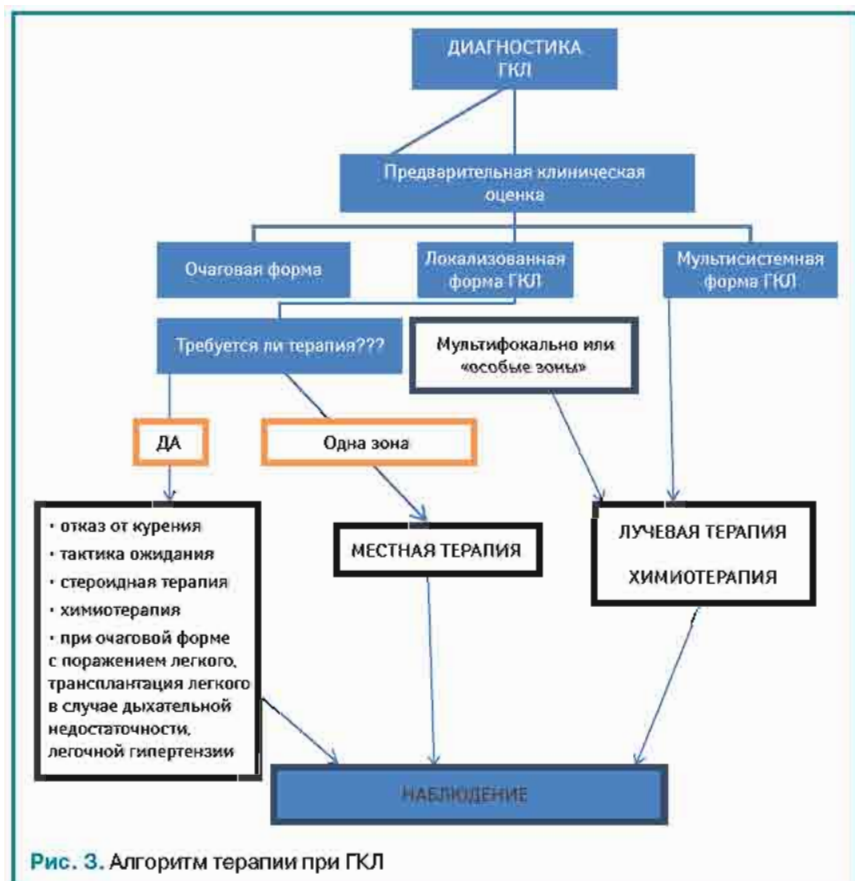 ДИАГНОСТИКА
ГКЛ
Предварительная клиническая
оценка
Очаговая форма
Локализованная
форма ГКЛ
Мультисистемная
форма ГКЛ
Требуется ли терапия???
Мультифокально или
«особые зоны»
ДА
Одна зона
• отказ от курения
• тактика ожидания
• стероидная терапия
• химиотерапия
• при очаговой форме
с поражением легкого,
трансплантация легкого
в случае дыхательной
недостаточности,
легочной гипертензии
МЕСТНАЯ ТЕРАПИЯ
ЛУЧЕВАЯ ТЕРАПИЯ
ХИМИОТЕРАПИЯ
НАБЛЮДЕНИЕ
Рис. 3. Алгоритм терапии при ГКЛ